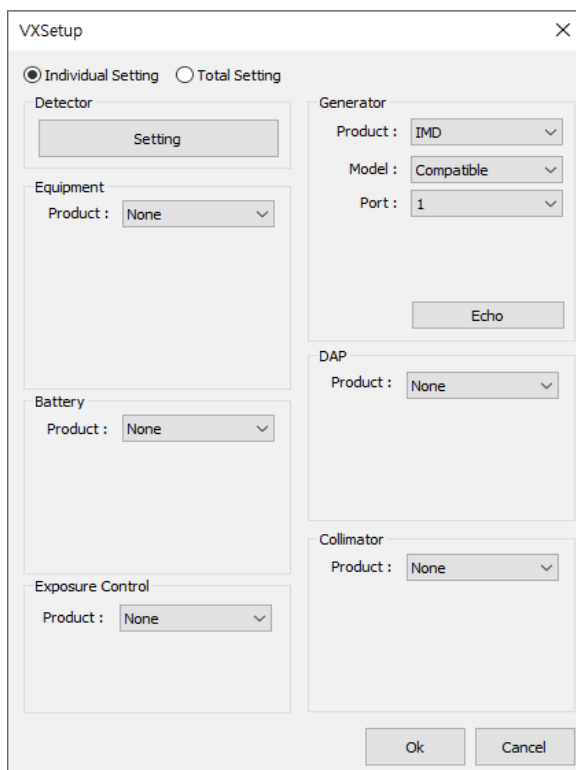 VXSetup
Individual Setting Total Setting
Detector
Setting
Equipment
Product : None
Battery
Product : None
Exposure Control
Product : None
Generator
Product : IMD
Model : Compatible
Port : 1
Echo
DAP
Product : None
Collimator
Product : None
Ok Cancel